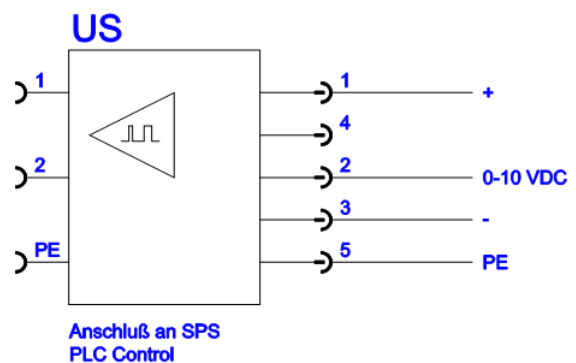 US
1 1 +
4
2 2 0-10 VDC
3 -
PE 5 PE
Anschluß an SPS
PLC Control